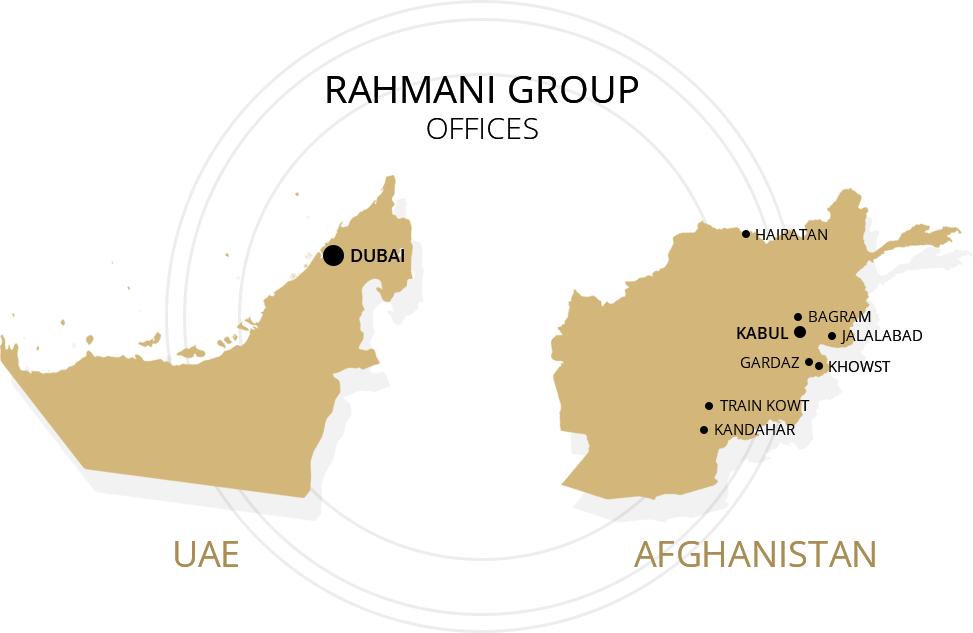 RAHMANI GROUP
OFFICES
DUBAI
UAE
HAIRATAN
BAGRAM
KABUL
JALALABAD
GARDAZ
KHOWST
TRAIN KOWT
KANDAHAR
AFGHANISTAN